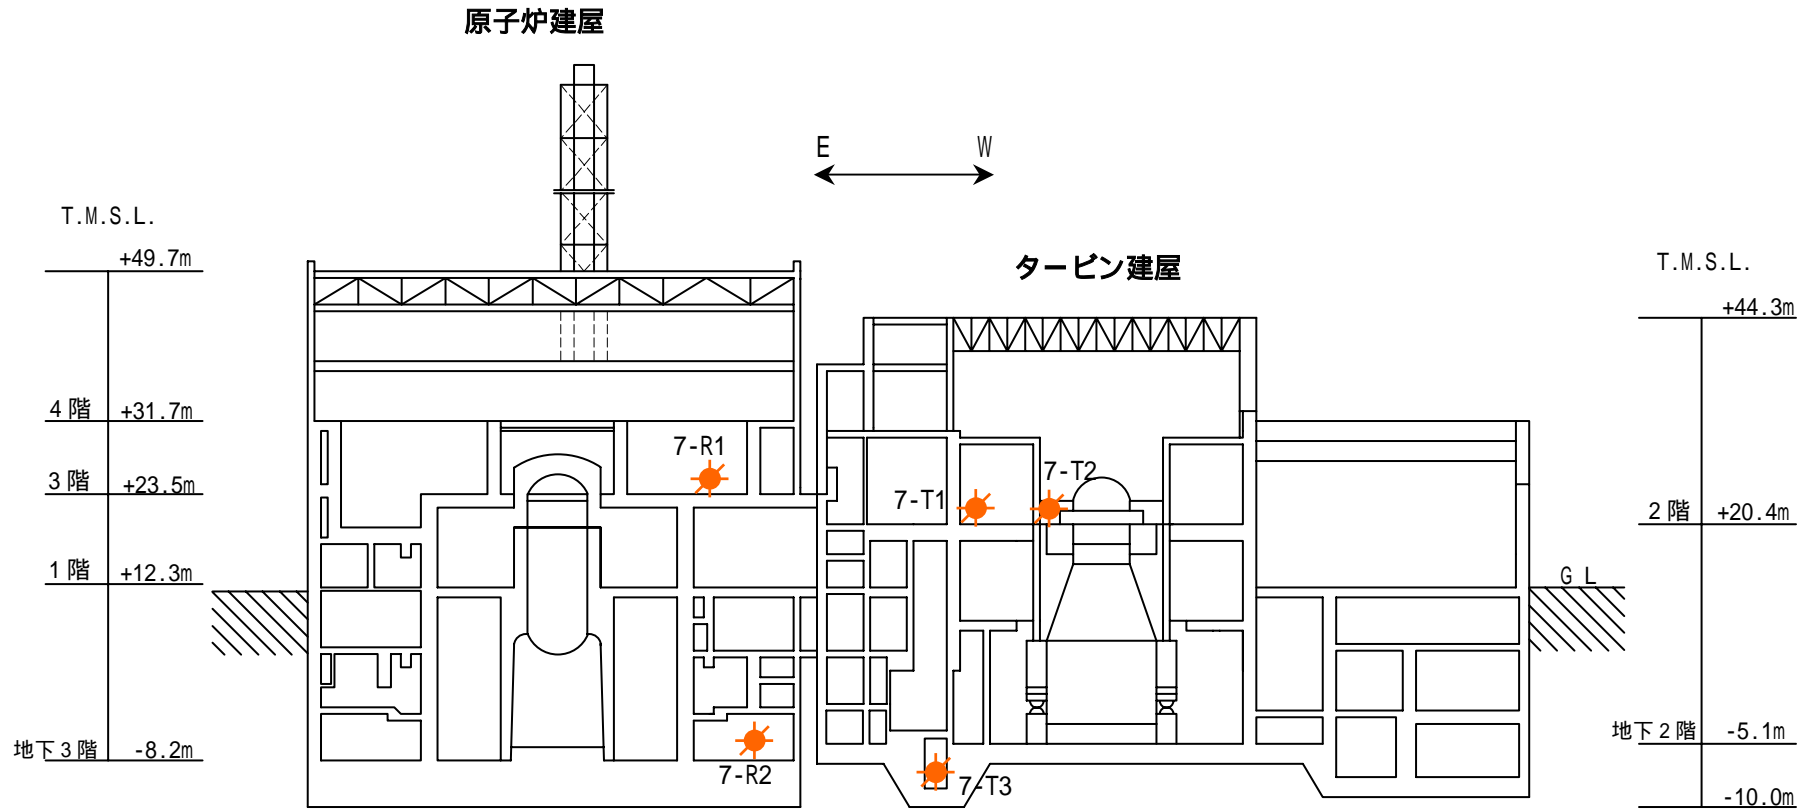 原子炉建屋
E W
T.M.S.L.
+49.7m
タービン建屋
T.M.S.L.
+44.3m
4階 +31.7m
7-R1
3階 +23.5m
7-T1
7-T2
2階 +20.4m
1階 +12.3m
G L
地下3階 -8.2m
7-R2
7-T3
地下2階 -5.1m
-10.0m